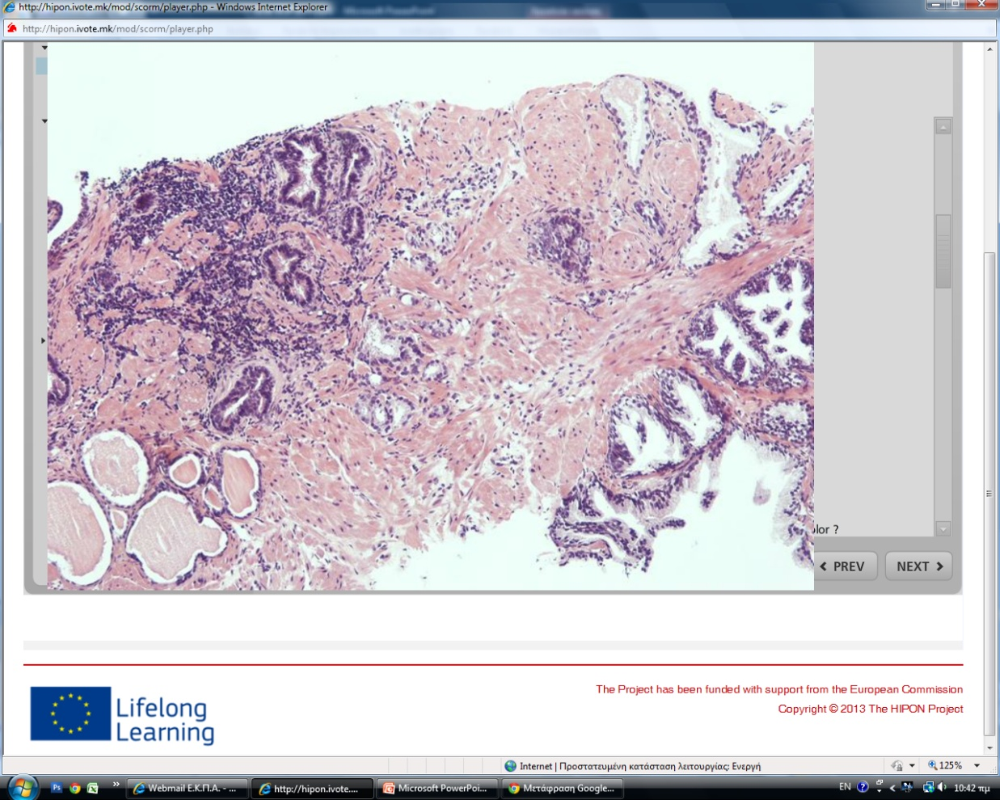 http://hipon.ivote.mk/mod/scorm/player.php - Windows Internet Explorer
http://hipon.ivote.mk/mod/scorm/player.php
lor ?
PREV
NEXT
The Project has been funded with support from the European Commission
Copyright © 2013 The HIPON Project
Lifelong
Learning
Internet | Προστατευμένη κατάσταση λειτουργίας: Ενεργή
125%
Ps
Webmail Ε.Κ.Π.Α. - ...
http://hipon.ivote....
Microsoft PowerPoi...
Μετάφραση Google...
EN
10:42 πμ